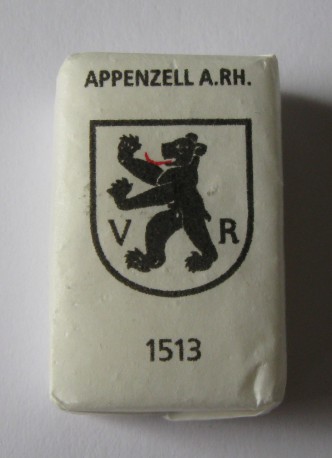 APPENZELL A.RH.
V R
1513